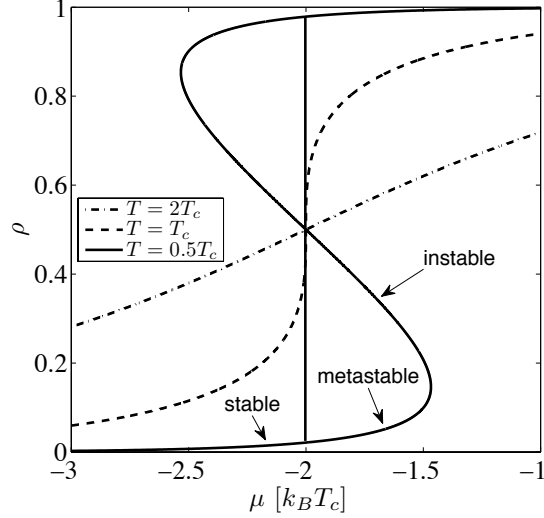 1
0.8
0.6
ρ
0.4
0.2
0
T = 2T_c
T = T_c
T = 0.5T_c
instable
metastable
stable
−3 −2.5 −2 −1.5 −1
μ [k_B T_c]